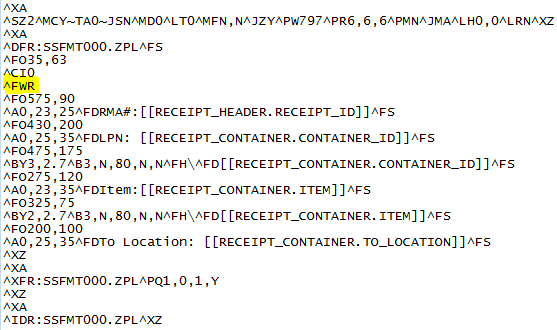 ^XA
^SZ2^MCY~TA0~JSN^MD0^LT0^MFN,N^JZY^PW797^PR6,6,6^PMN^JMA^LH0,0^LRN^XZ
^XA
^DFR:SSFMT000.ZPL^FS
^FO35,63
^CI0
^FWR
^FO575,90
^A0,23,25^FDRMA#:[[RECEIPT_HEADER.RECEIPT_ID]]^FS
^FO430,200
^A0,25,35^FDLPN: [[RECEIPT_CONTAINER.CONTAINER_ID]]^FS
^FO475,175
^BY3,2.7^B3,N,80,N,N^FH\^FD[[RECEIPT_CONTAINER.CONTAINER_ID]]^FS
^FO275,120
^A0,23,35^FDItem:[[RECEIPT_CONTAINER.ITEM]]^FS
^FO325,75
^BY2,2.7^B3,N,80,N,N^FH\^FD[[RECEIPT_CONTAINER.ITEM]]^FS
^FO200,100
^A0,25,35^FDTo Location: [[RECEIPT_CONTAINER.TO_LOCATION]]^FS
^XZ
^XA
^XFR:SSFMT000.ZPL^PQ1,0,1,Y
^XZ
^XA
^IDR:SSFMT000.ZPL^XZ